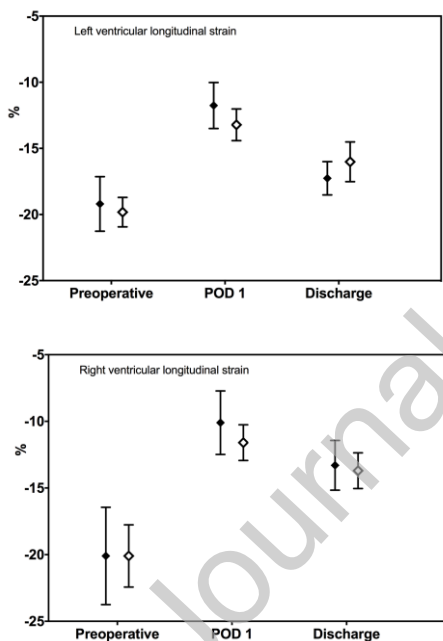 -5
Left ventricular longitudinal strain
-10
%
-15
-20
-25
Preoperative POD 1 Discharge
-5
Right ventricular longitudinal strain
-10
%
-15
-20
-25
Preoperative POD 1 Discharge
Journal